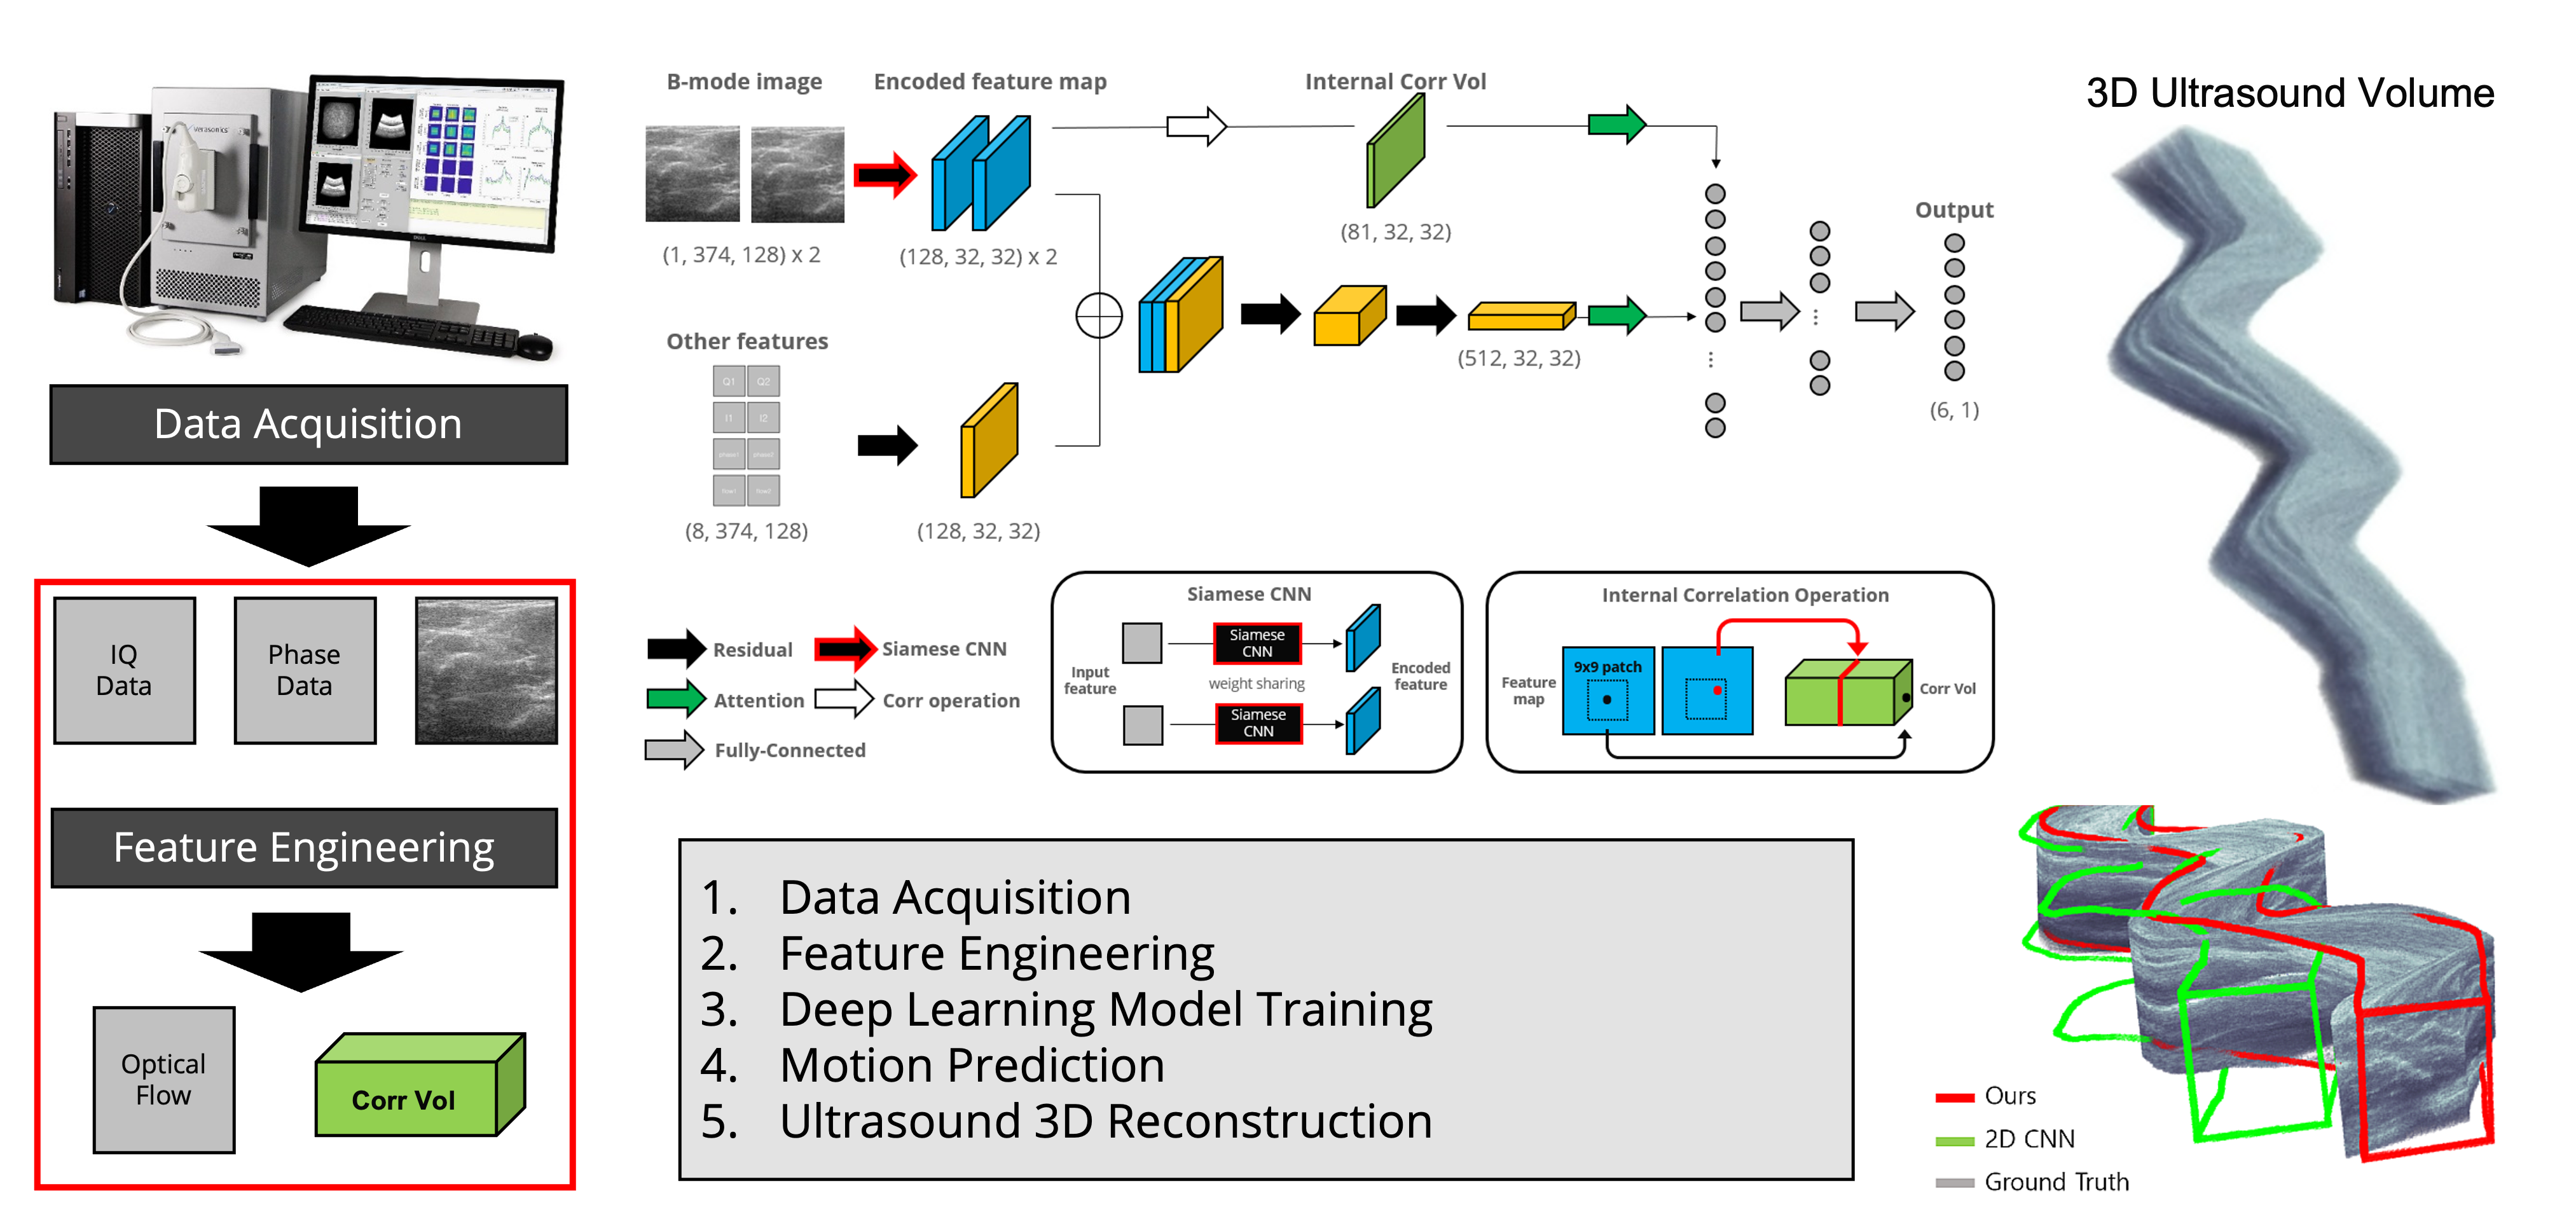 verasonics
Data Acquisition
IQ
Data
Phase
Data
Feature Engineering
Optical
Flow
Corr Vol
B-mode image
Encoded feature map
Internal Corr Vol
(1, 374, 128) x 2
(128, 32, 32) x 2
(81, 32, 32)
Output
Other features
Q1 Q2
I1 I2
phase1 phase2
flow1 flow2
(512, 32, 32)
(6, 1)
(8, 374, 128)
(128, 32, 32)
Residual
Siamese CNN
Attention
Corr operation
Fully-Connected
Siamese CNN
Input
feature
Siamese
CNN
weight sharing
Siamese
CNN
Encoded
feature
Internal Correlation Operation
Feature
map
9x9 patch
Corr Vol
1. Data Acquisition
2. Feature Engineering
3. Deep Learning Model Training
4. Motion Prediction
5. Ultrasound 3D Reconstruction
3D Ultrasound Volume
Ours
2D CNN
Ground Truth